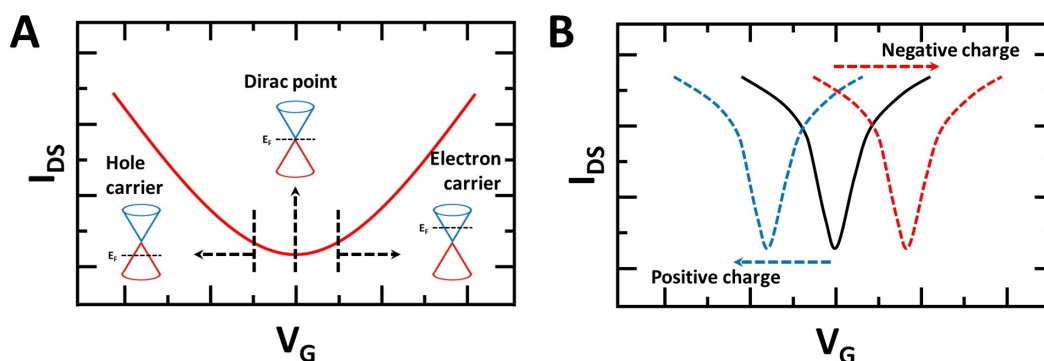 A
Dirac point
E_F
Hole
carrier
E_F
Electron
carrier
E_F
I_DS
V_G
B
Negative charge
Positive charge
I_DS
V_G